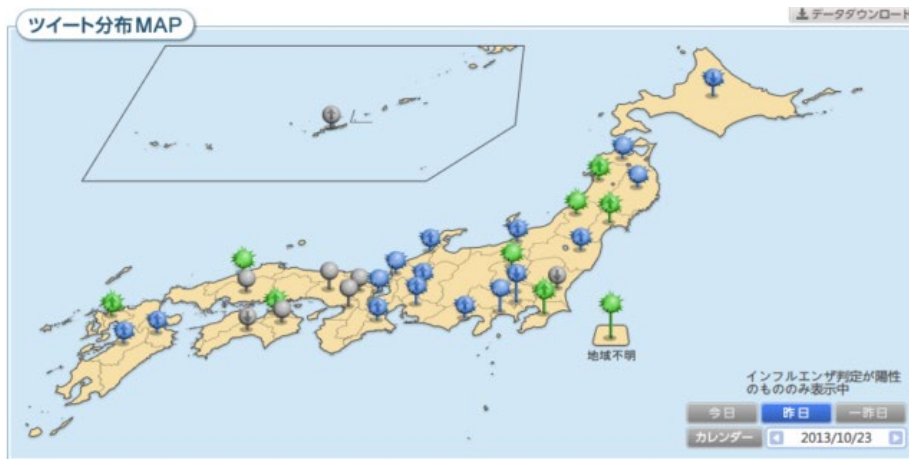 ツイート分布MAP
データダウンロード
地域不明
インフルエンザ判定が陽性
のもののみ表示中
今日
昨日
一昨日
カレンダー
2013/10/23